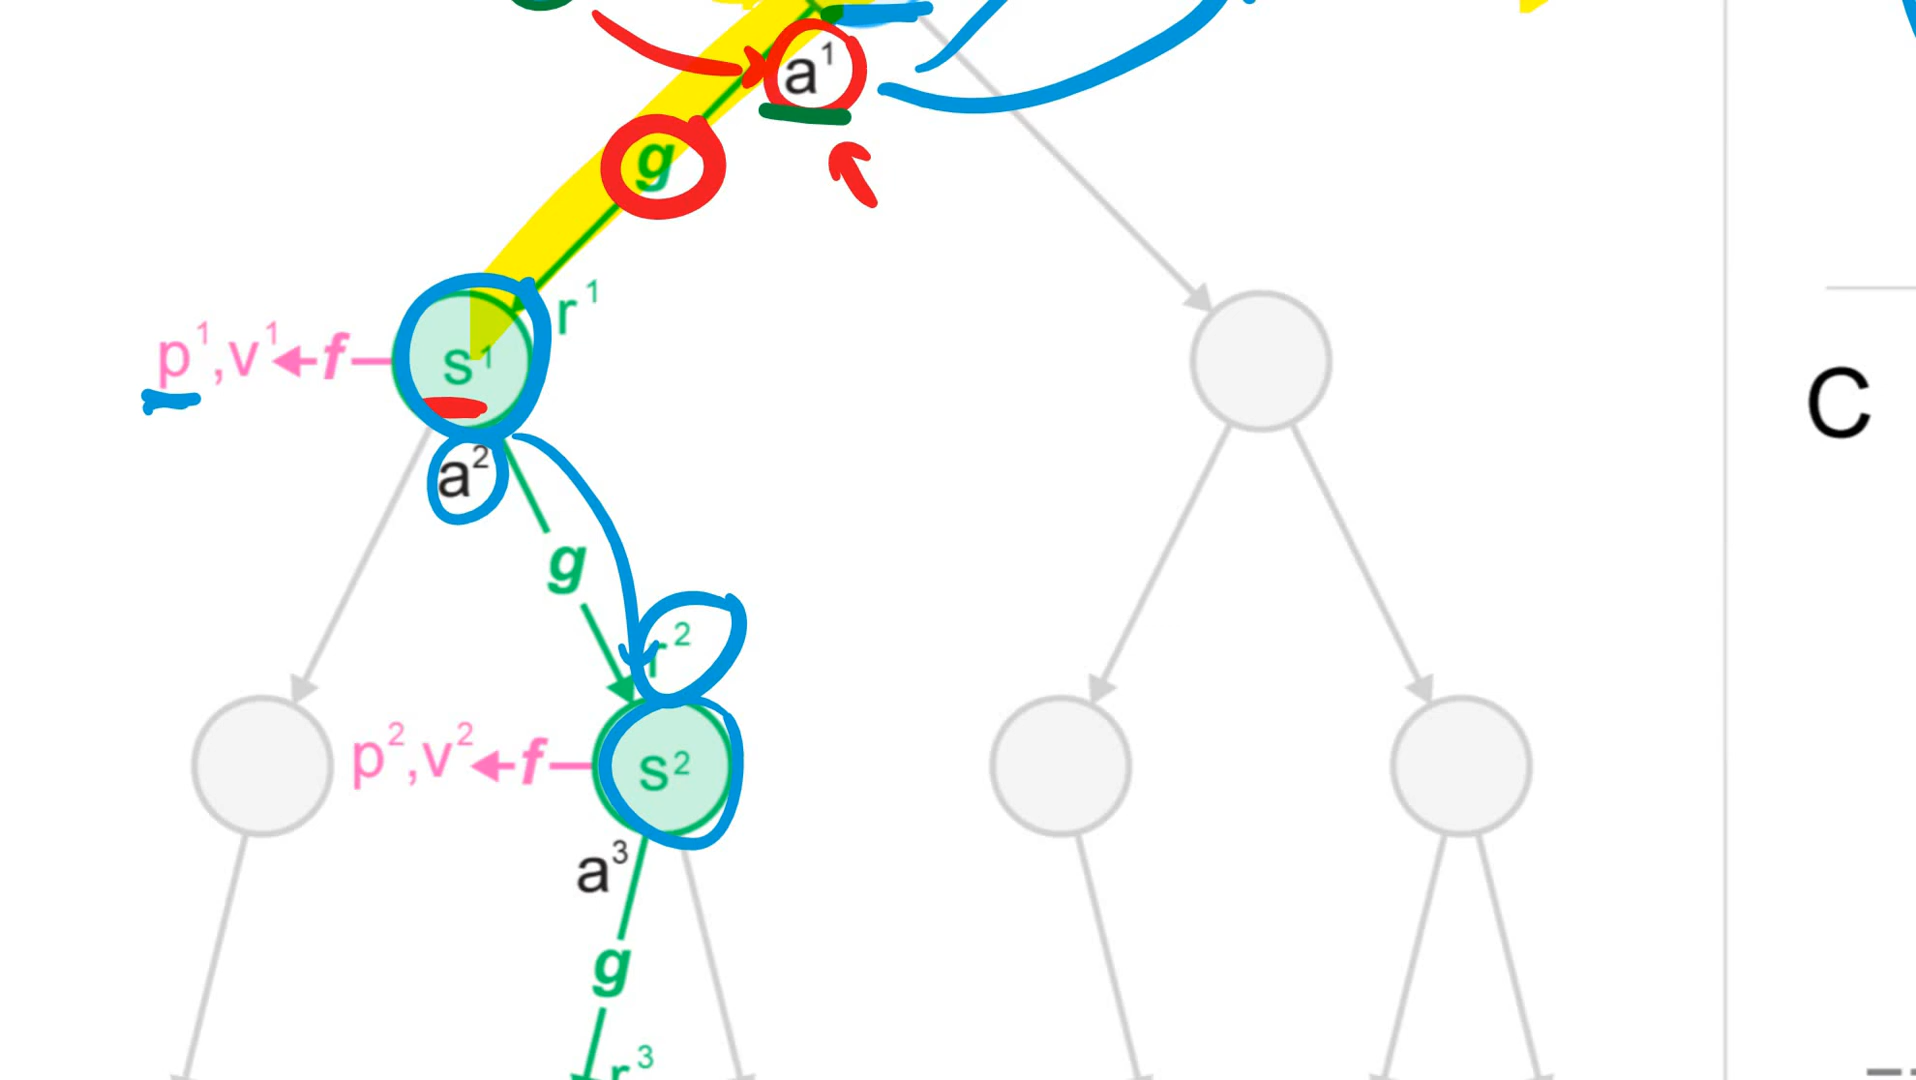 a¹
g
r¹
p¹,v¹ f s¹
C
a²
g
r²
p²,v² f s²
a³
g
r³